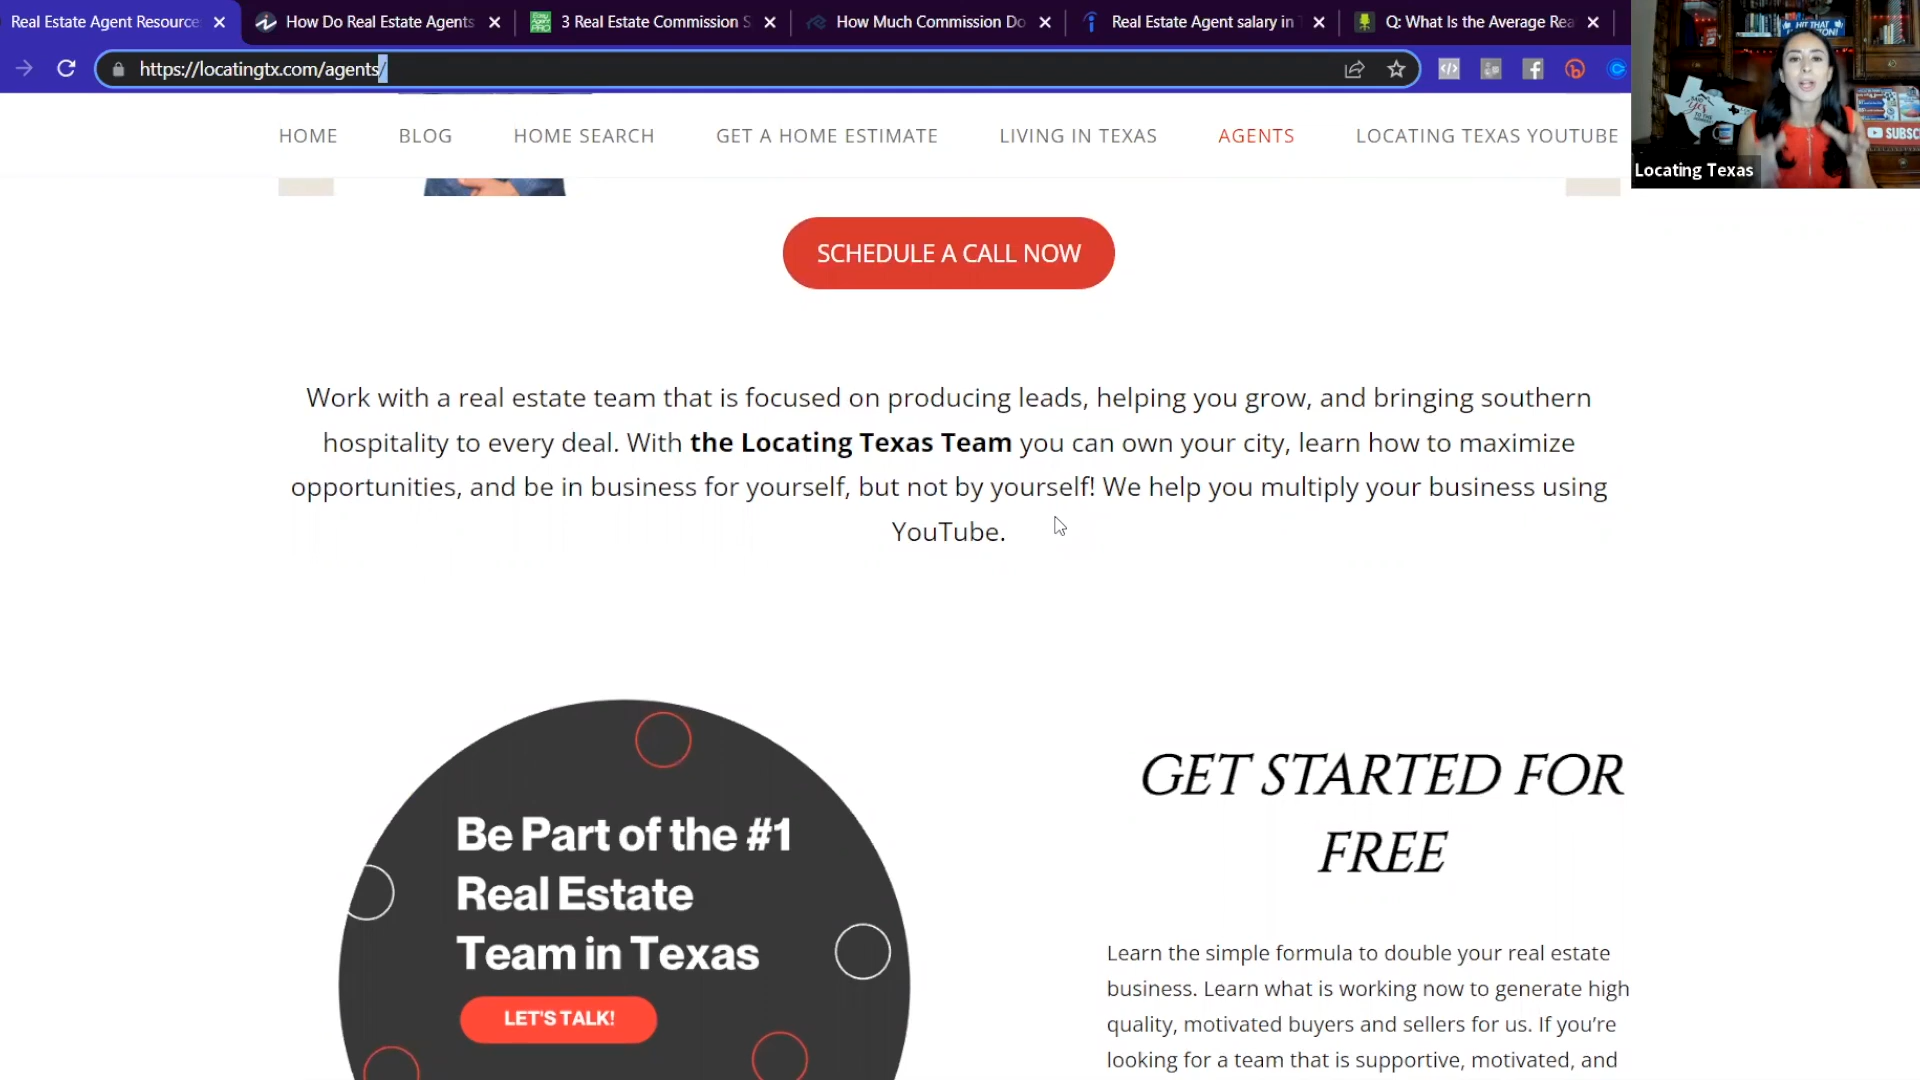 Real Estate Agent Resource
How Do Real Estate Agents
3 Real Estate Commission S
How Much Commission Do
Real Estate Agent salary in T
Q: What Is the Average Rea
https://locatingtx.com/agents/
HOME
BLOG
HOME SEARCH
GET A HOME ESTIMATE
LIVING IN TEXAS
AGENTS
LOCATING TEXAS YOUTUBE
HIT THAT
yes
SUBSC
Locating Texas
SCHEDULE A CALL NOW
Work with a real estate team that is focused on producing leads, helping you grow, and bringing southern
hospitality to every deal. With the Locating Texas Team you can own your city, learn how to maximize
opportunities, and be in business for yourself, but not by yourself! We help you multiply your business using
YouTube.
Be Part of the #1
Real Estate
Team in Texas
LET'S TALK!
GET STARTED FOR
FREE
Learn the simple formula to double your real estate
business. Learn what is working now to generate high
quality, motivated buyers and sellers for us. If you’re
looking for a team that is supportive, motivated, and